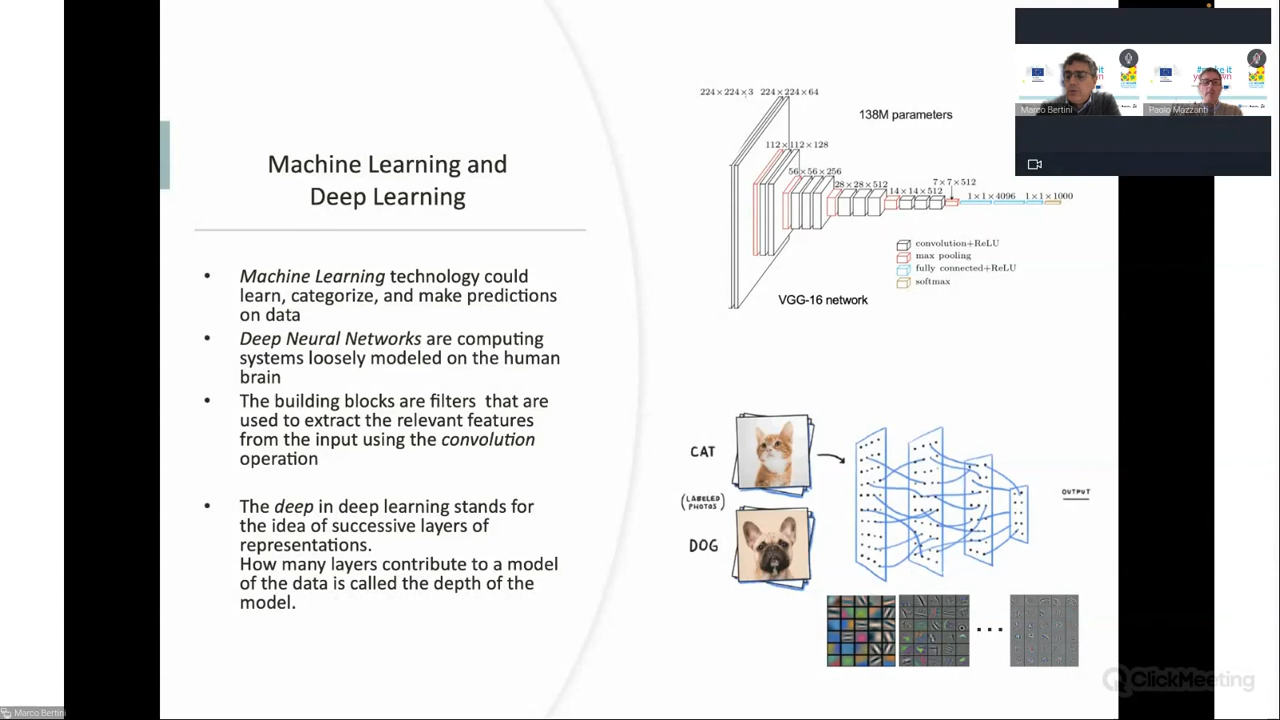 Machine Learning and
Deep Learning
• Machine Learning technology could
learn, categorize, and make predictions
on data
• Deep Neural Networks are computing
systems loosely modeled on the human
brain
• The building blocks are filters that are
used to extract the relevant features
from the input using the convolution
operation
• The deep in deep learning stands for
the idea of successive layers of
representations.
How many layers contribute to a model
of the data is called the depth of the
model.
224×224×3 224×224×64
138M parameters
112×112×128
56×56×256
28×28×512
14×14×512
7×7×512
1×1×4096 1×1×1000
convolution+ReLU
max pooling
fully connected+ReLU
softmax
VGG-16 network
CAT
(LABELED
PHOTOS)
DOG
OUTPUT
Marco Bertini
Paolo Mazzanti
ClickMeeting
Marco Bertini